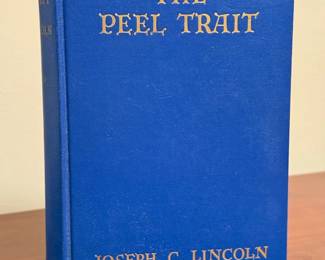 THE
PEEL TRAIT
JOSEPH C. LINCOLN